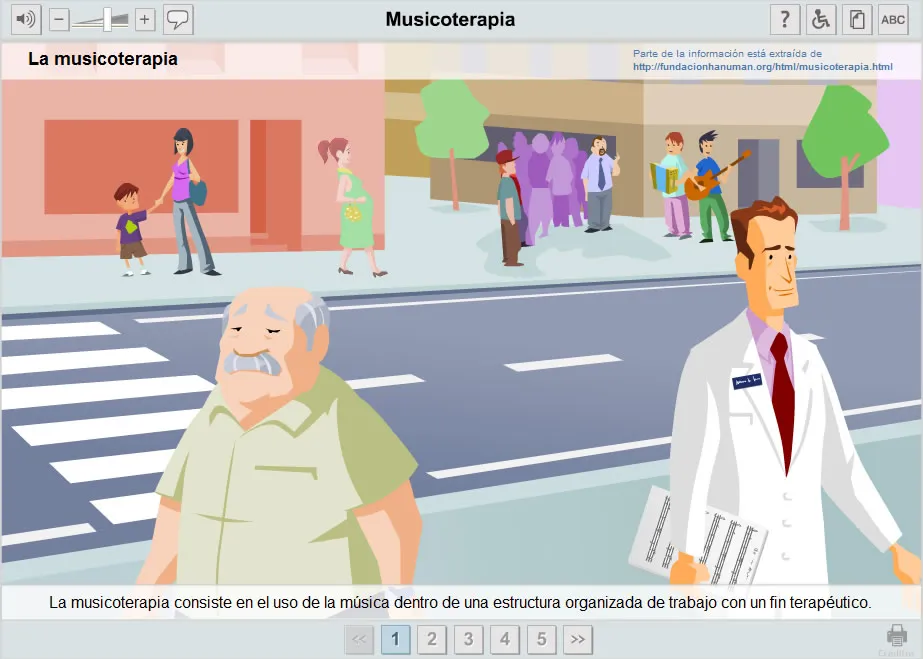 Musicoterapia
?
ABC
La musicoterapia
Parte de la información está extraída de
http://fundacionhanuman.org/html/musicoterapia.html
La musicoterapia consiste en el uso de la música dentro de una estructura organizada de trabajo con un fin terapéutico.
<< 1 2 3 4 5 >>
Créditos